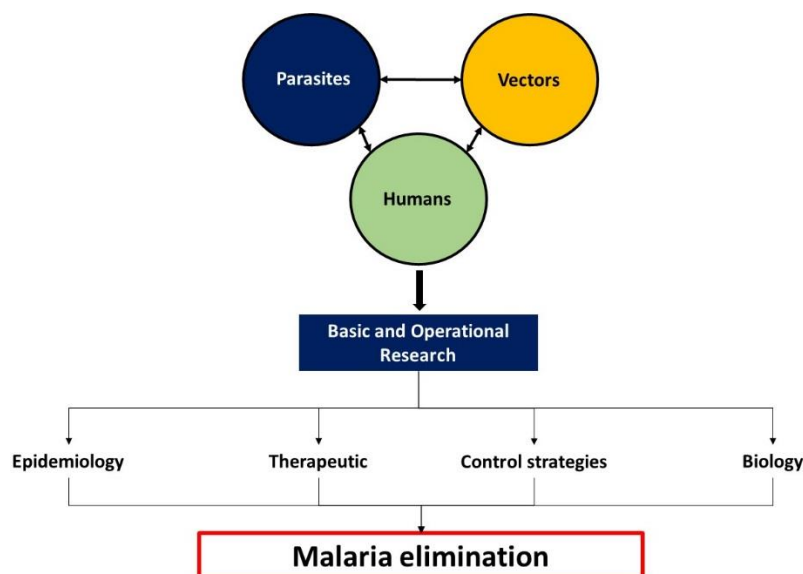 Parasites
Vectors
Humans
Basic and Operational
Research
Epidemiology
Therapeutic
Control strategies
Biology
Malaria elimination